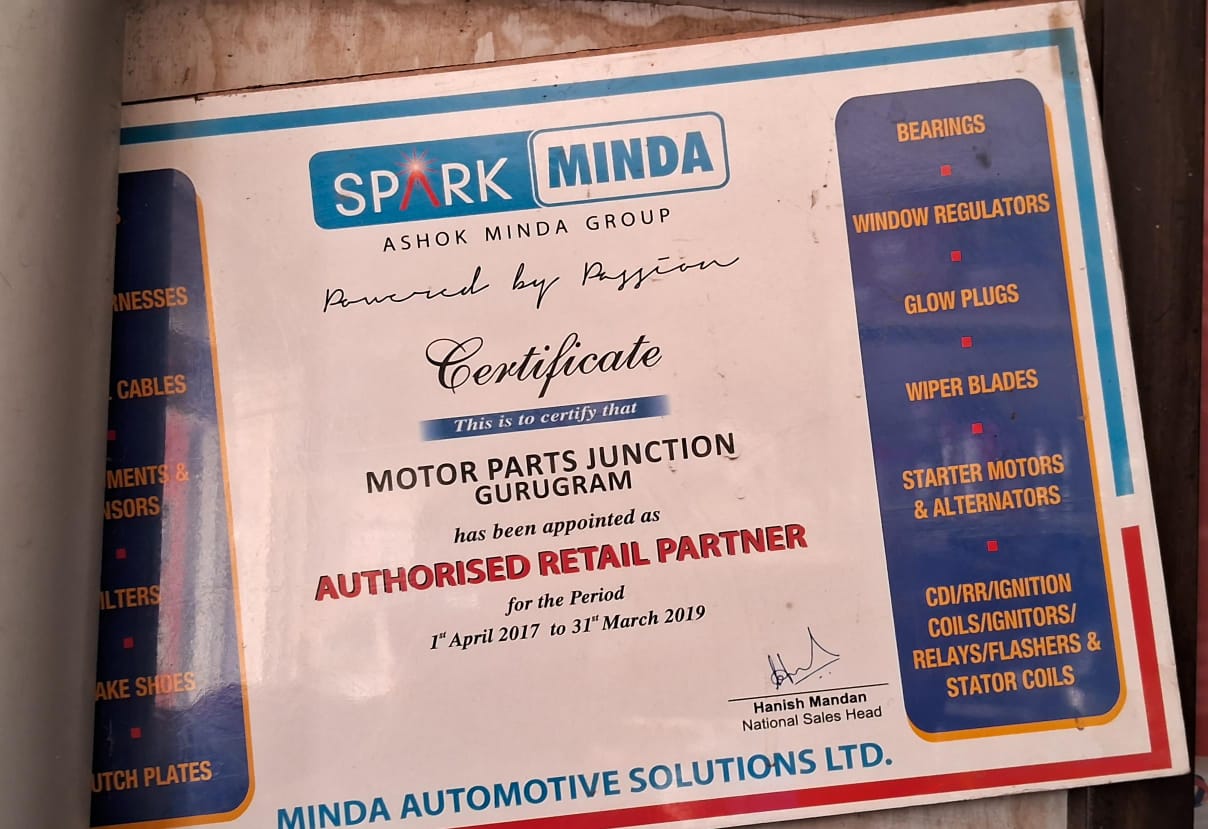 SPARK MINDA
ASHOK MINDA GROUP
Powered by Passion
Certificate
This is to certify that
MOTOR PARTS JUNCTION
GURUGRAM
has been appointed as
AUTHORISED RETAIL PARTNER
for the Period
1st April 2017 to 31st March 2019
Hanish Mandan
National Sales Head
MINDA AUTOMOTIVE SOLUTIONS LTD.
RNESSES
CABLES
MENTS &
NSORS
ILTERS
AKE SHOES
UTCH PLATES
BEARINGS
WINDOW REGULATORS
GLOW PLUGS
WIPER BLADES
STARTER MOTORS
& ALTERNATORS
CDI/RR/IGNITION
COILS/IGNITORS/
RELAYS/FLASHERS &
STATOR COILS